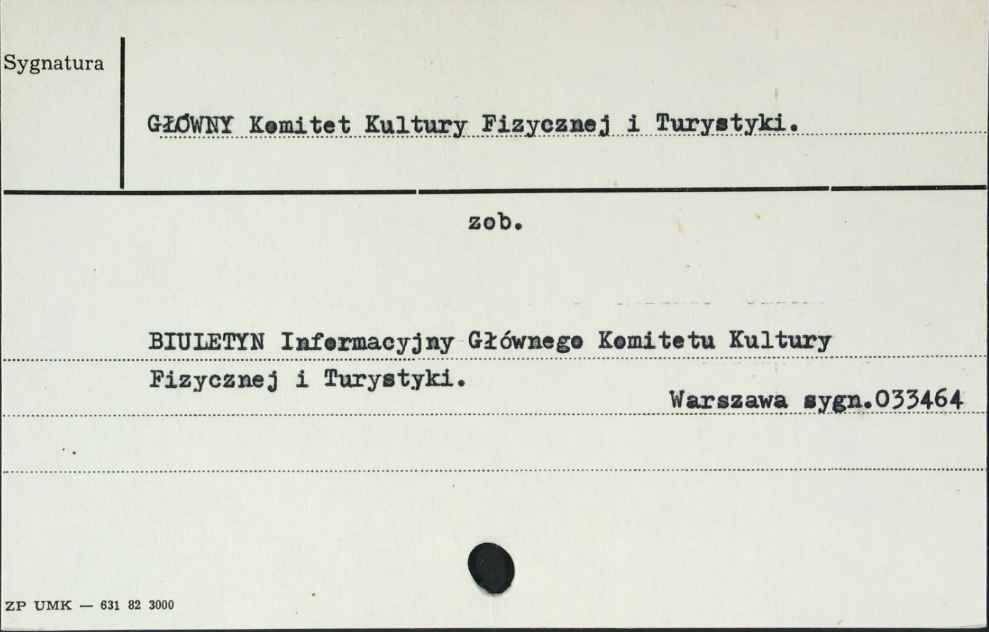 Sygnatura
GŁÓWNY Komitet Kultury Fizycznej i Turystyki.
zob.
BIULETYN Informacyjny Głównego Komitetu Kultury
Fizycznej i Turystyki.
Warszawa sygn.033464
ZP UMK — 631 82 3000